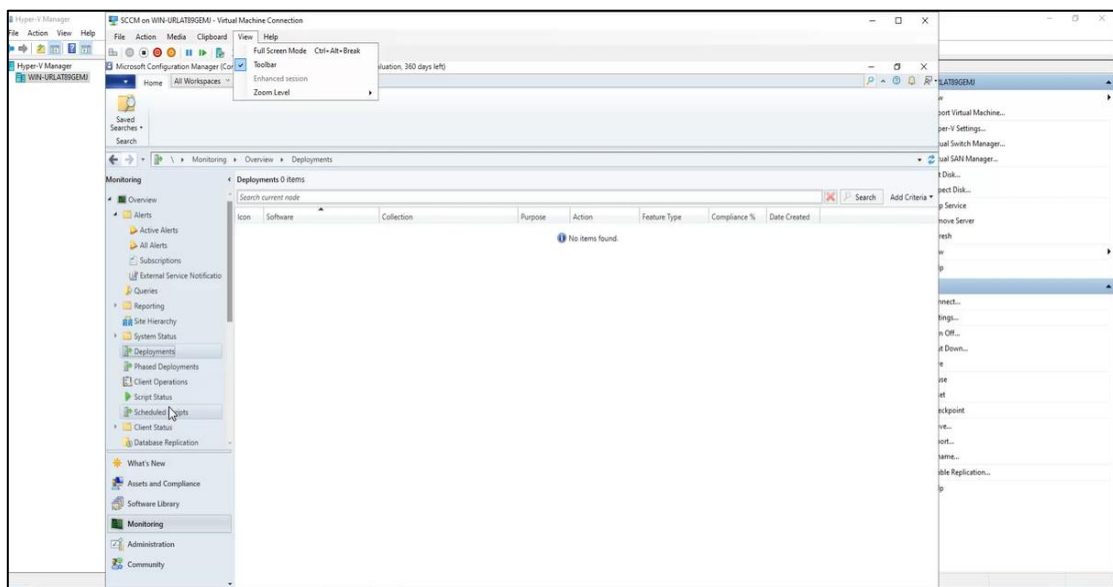 Hyper-V Manager
File Action View Help
Hyper-V Manager
WIN-URLAT89GEMJ
SCCM on WIN-URLAT89GEMJ - Virtual Machine Connection
File Action Media Clipboard View Help
Full Screen Mode Ctrl+Alt+Break
Toolbar
Enhanced session
Zoom Level
Microsoft Configuration Manager (Cor
luation, 360 days left)
Home All Workspaces
Saved
Searches
Search
\ Monitoring Overview Deployments
Monitoring
Overview
Alerts
Active Alerts
All Alerts
Subscriptions
External Service Notificatio
Queries
Reporting
Site Hierarchy
System Status
Deployments
Phased Deployments
Client Operations
Script Status
Scheduled ipts
Client Status
Database Replication
What's New
Assets and Compliance
Software Library
Monitoring
Administration
Community
Deployments 0 items
Search current node
Search Add Criteria
Icon Software Collection Purpose Action Feature Type Compliance % Date Created
No items found.
LAT89GEMJ
w
port Virtual Machine...
per-V Settings...
ual Switch Manager...
ual SAN Manager...
t Disk...
pect Disk...
p Service
move Server
resh
w
p
nnect...
tings...
n Off...
t Down...
e
use
et
eckpoint
ve...
ort...
name...
ble Replication...
p